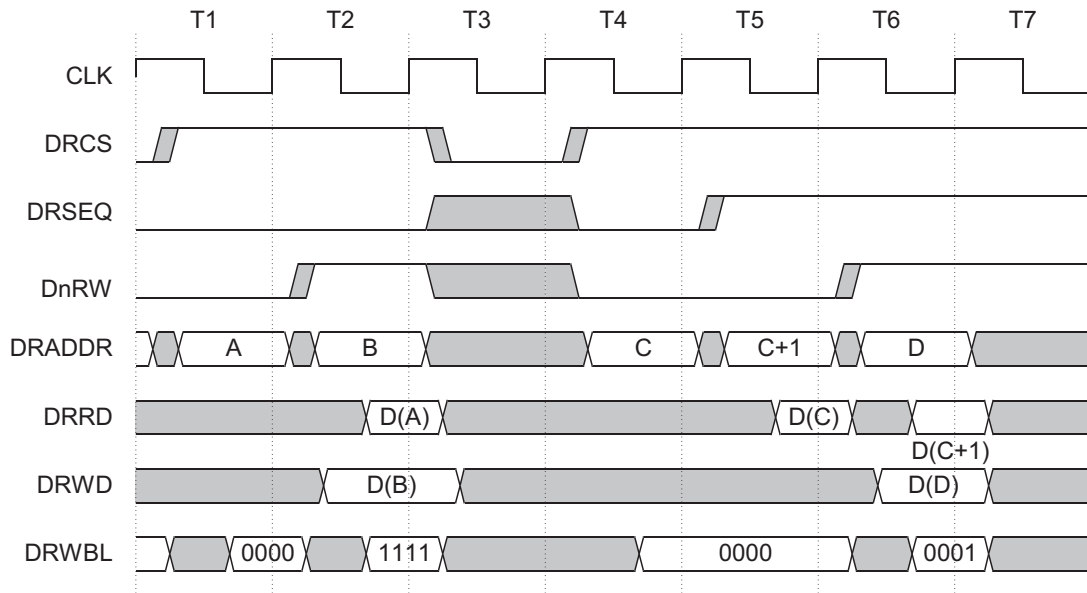 T1 T2 T3 T4 T5 T6 T7
CLK
DRCS
DRSEQ
DnRW
DRADDR A B C C+1 D
DRRD D(A) D(C)
D(C+1)
DRWD D(B) D(D)
DRWBL 0000 1111 0000 0001